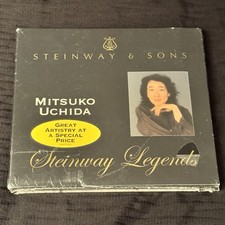 STEINWAY & SONS
MITSUKO
UCHIDA
GREAT
ARTISTRY AT
A SPECIAL
PRICE
Steinway Legends